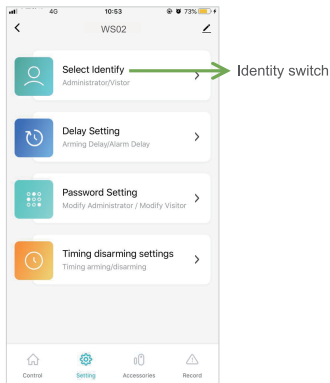 4G 10:53 73%
WS02
Select Identify
Administrator/Vistor
Identity switch
Delay Setting
Arming Delay/Alarm Delay
Password Setting
Modify Administrator / Modify Visitor
Timing disarming settings
Timing arming/disarming
Control Setting Accessories Record